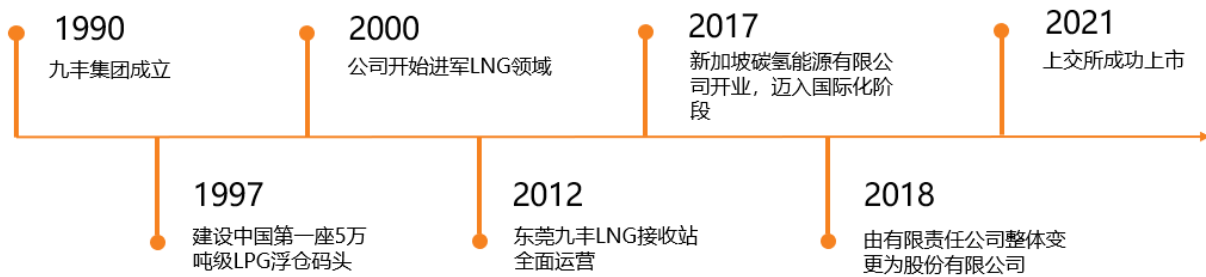 1990
九丰集团成立
1997
建设中国第一座5万
吨级LPG浮仓码头
2000
公司开始进军LNG领域
2012
东莞九丰LNG接收站
全面运营
2017
新加坡碳氢能源有限公
司开业，迈入国际化阶
段
2018
由有限责任公司整体变
更为股份有限公司
2021
上交所成功上市